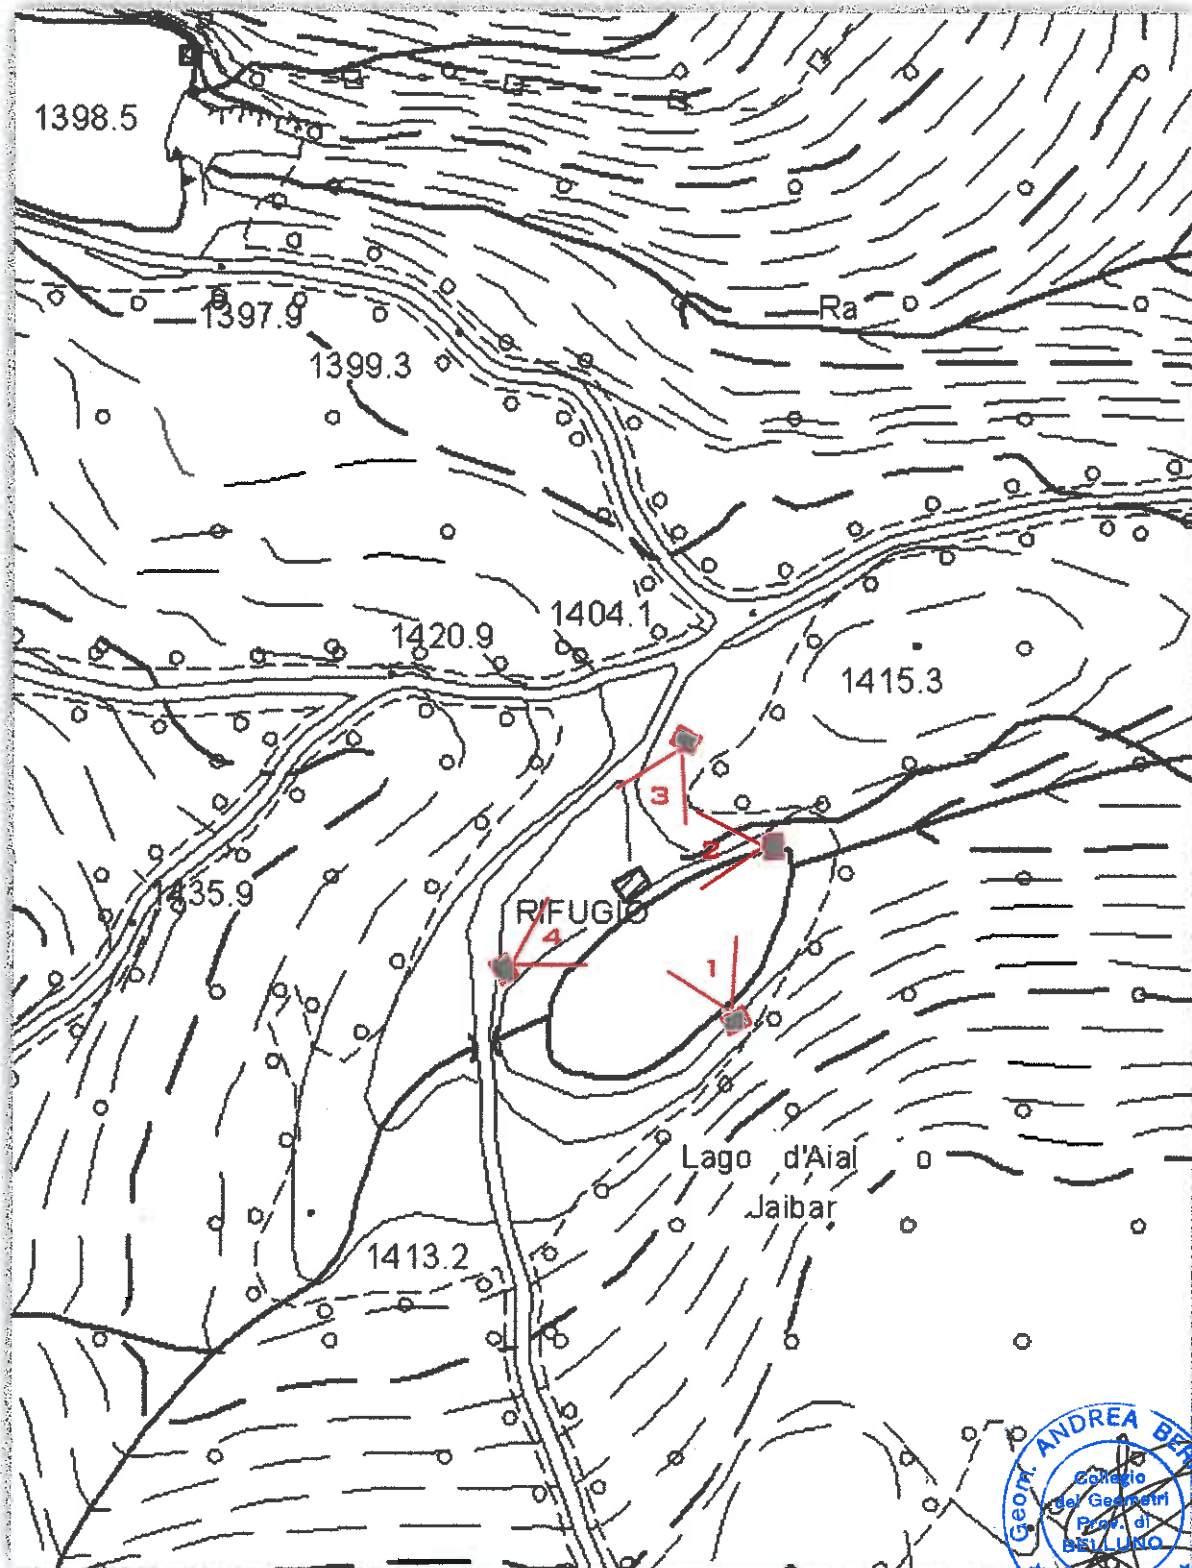 1398.5
1397.9
Ra
1399.3
1404.1
1420.9
1415.3
3
2
1435.9
RIFUGIO
4
1
Lago d'Aial
Jaibar
1413.2
Geom. ANDREA
Collegio
dei Geometri
Prov. di
BELLUNO